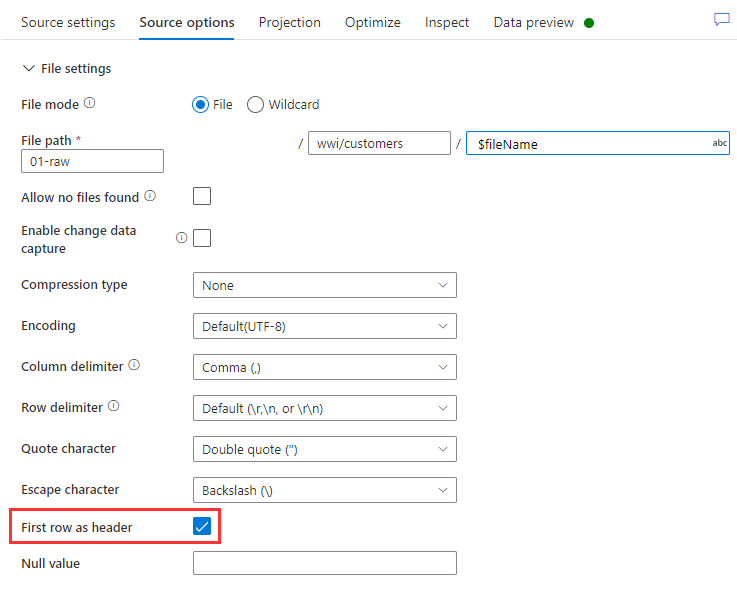 Source settings Source options Projection Optimize Inspect Data preview
File settings
File mode File Wildcard
File path *
01-raw / wwi/customers / $fileName abc
Allow no files found
Enable change data
capture
Compression type None
Encoding Default(UTF-8)
Column delimiter Comma (,)
Row delimiter Default (\r,\n, or \r\n)
Quote character Double quote (")
Escape character Backslash (\)
First row as header
Null value